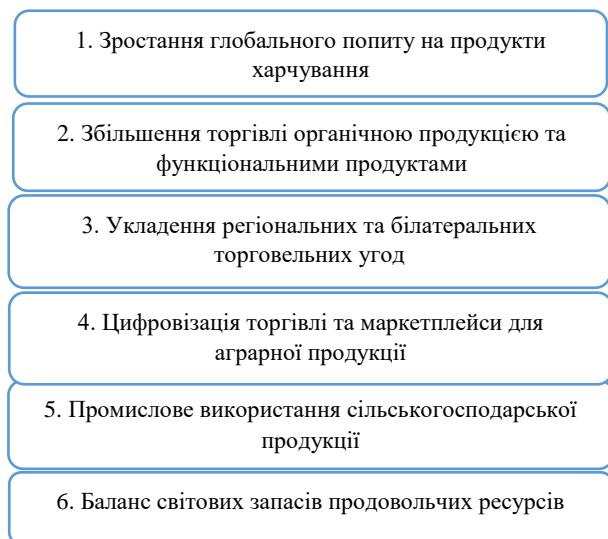 1. Зростання глобального попиту на продукти
харчування
2. Збільшення торгівлі органічною продукцією та
функціональними продуктами
3. Укладення регіональних та білатеральних
торговельних угод
4. Цифровізація торгівлі та маркетплейси для
аграрної продукції
5. Промислове використання сільськогосподарської
продукції
6. Баланс світових запасів продовольчих ресурсів